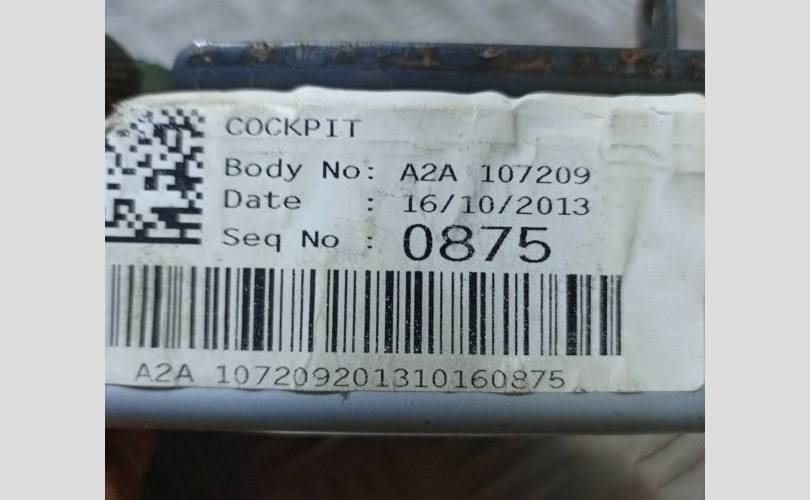 COCKPIT
Body No: A2A 107209
Date : 16/10/2013
Seq No : 0875
A2A 107209201310160875